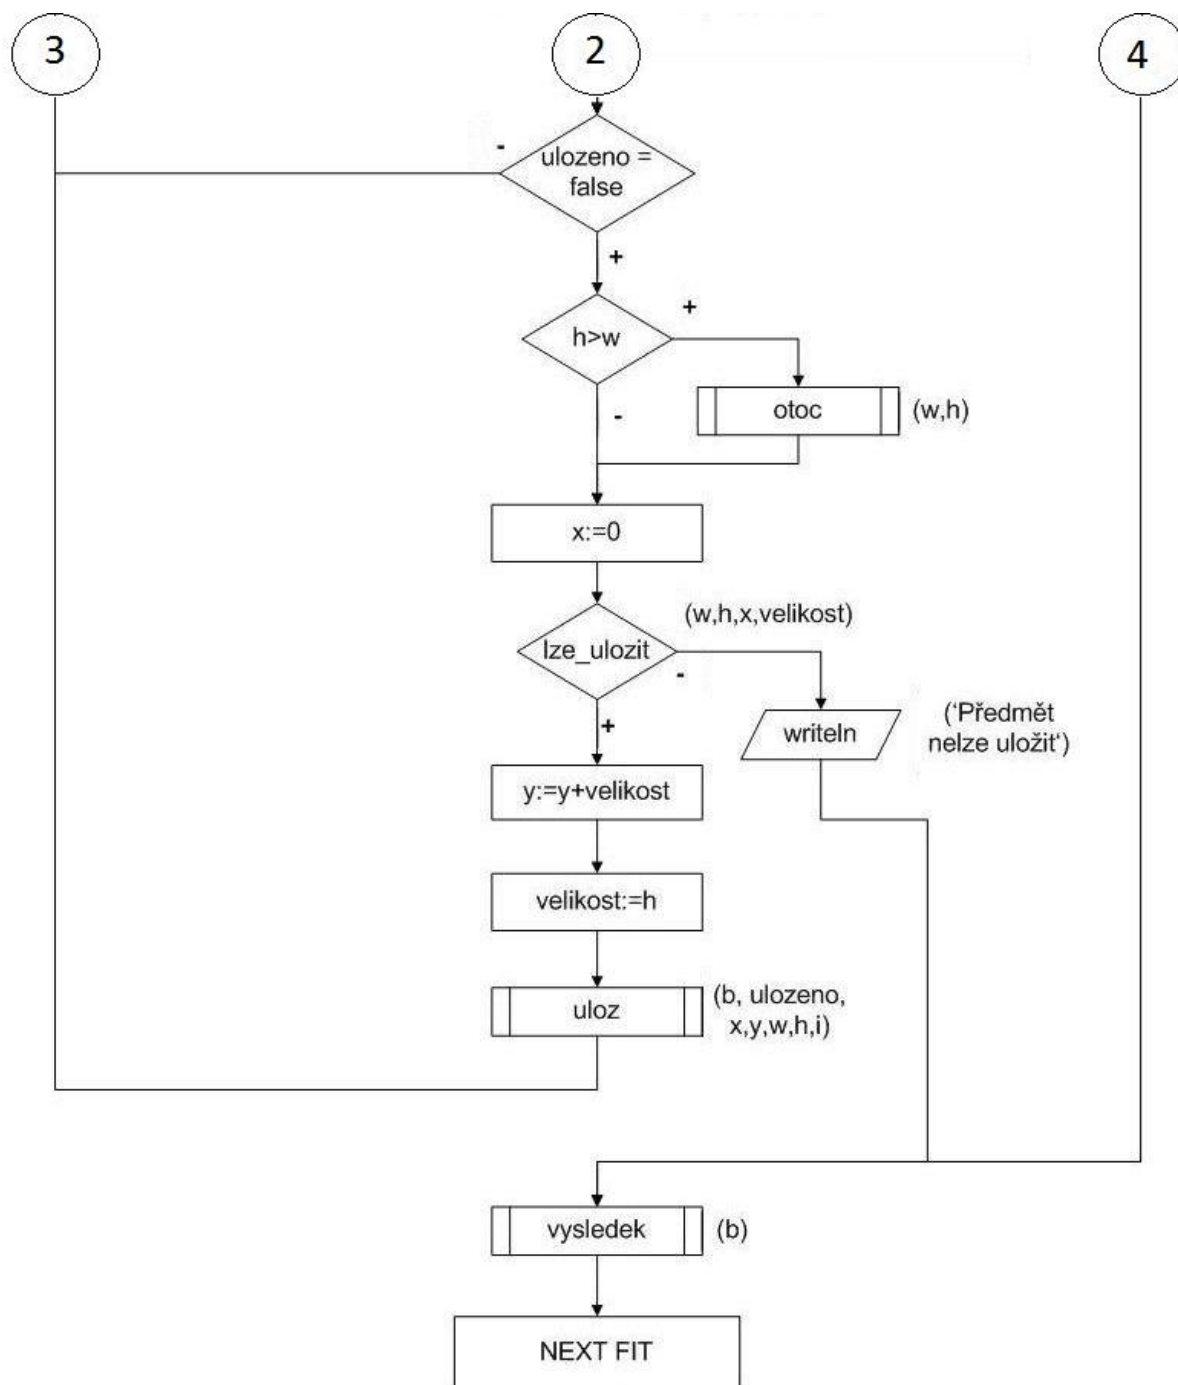 3
2
4
-
ulozeno =
false
+
+
h>w
otoc
(w,h)
-
x:=0
(w,h,x,velikost)
lze_ulozit
-
+
writeln
(‘Předmět
nelze uložit‘)
y:=y+velikost
velikost:=h
uloz
(b, ulozeno,
x,y,w,h,i)
vysledek
(b)
NEXT FIT